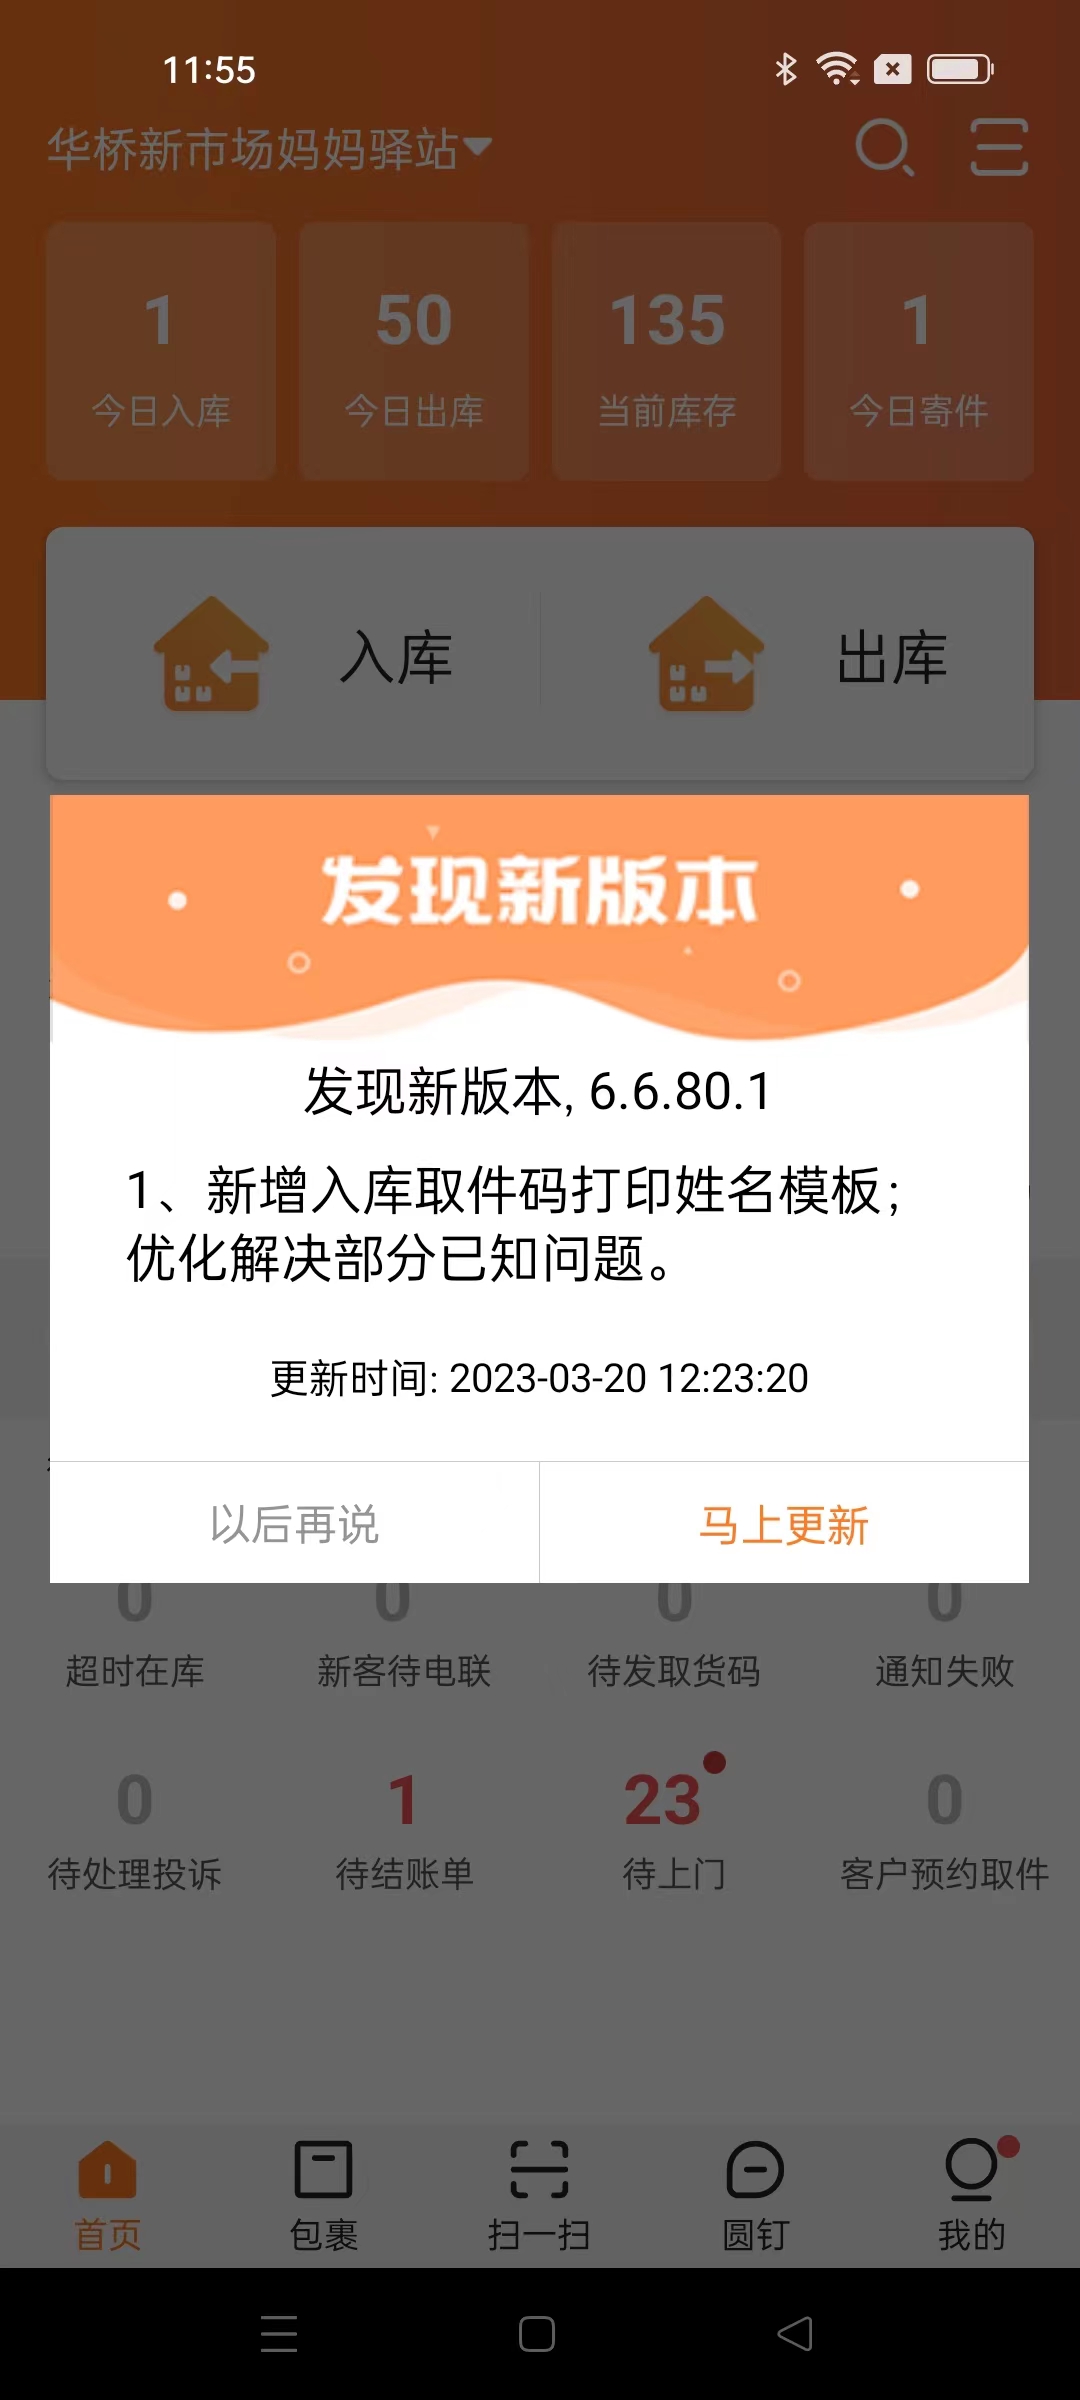 11:55
华桥新市场妈妈驿站
1
50
135
1
今日入库
今日出库
当前库存
今日寄件
入库
出库
发现新版本
发现新版本, 6.6.80.1
1、新增入库取件码打印姓名模板;
优化解决部分已知问题。
更新时间: 2023-03-20 12:23:20
以后再说
马上更新
0
0
0
0
超时在库
新客待电联
待发取货码
通知失败
0
1
23
0
待处理投诉
待结账单
待上门
客户预约取件
首页
包裹
扫一扫
圆钉
我的